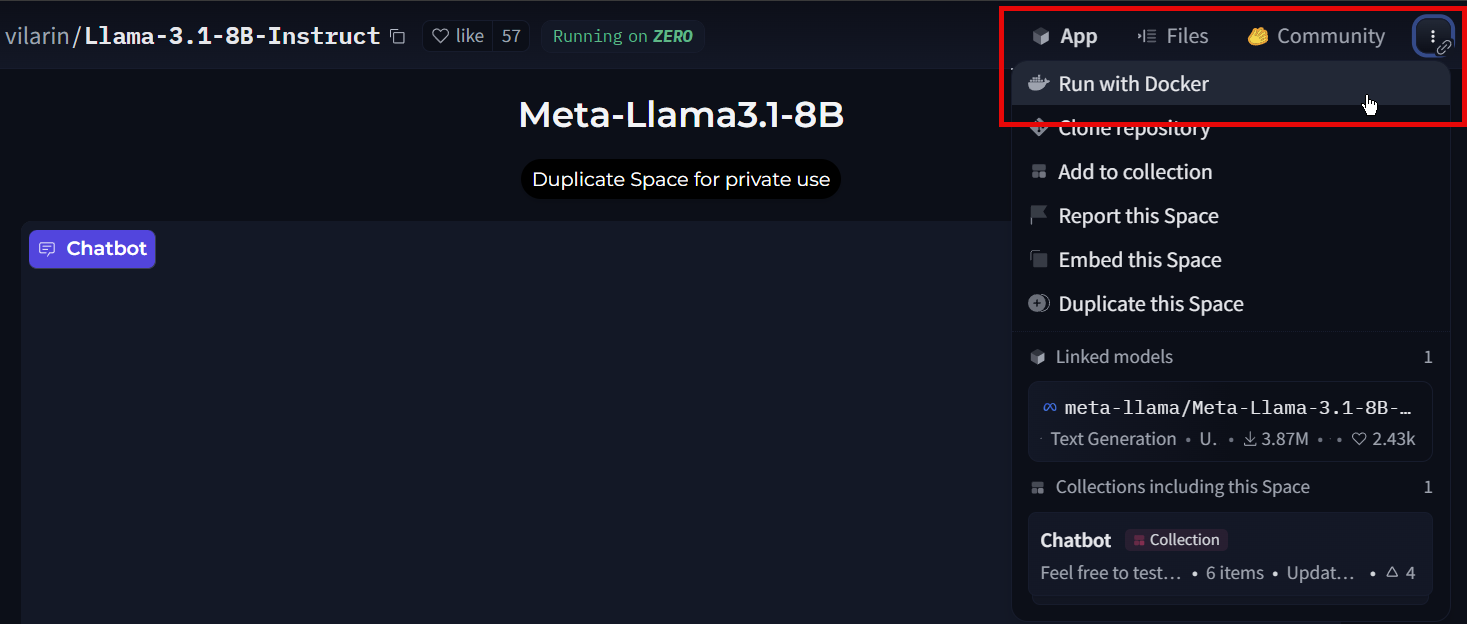 vilarin/Llama-3.1-8B-Instruct like 57 Running on ZERO App Files Community
Run with Docker
Meta-Llama3.1-8B
Clone repository
Add to collection
Duplicate Space for private use
Report this Space
Chatbot
Embed this Space
Duplicate this Space
Linked models 1
meta-llama/Meta-Llama-3.1-8B-…
Text Generation • U. • 3.87M • • 2.43k
Collections including this Space 1
Chatbot Collection
Feel free to test… • 6 items • Updat… • 4